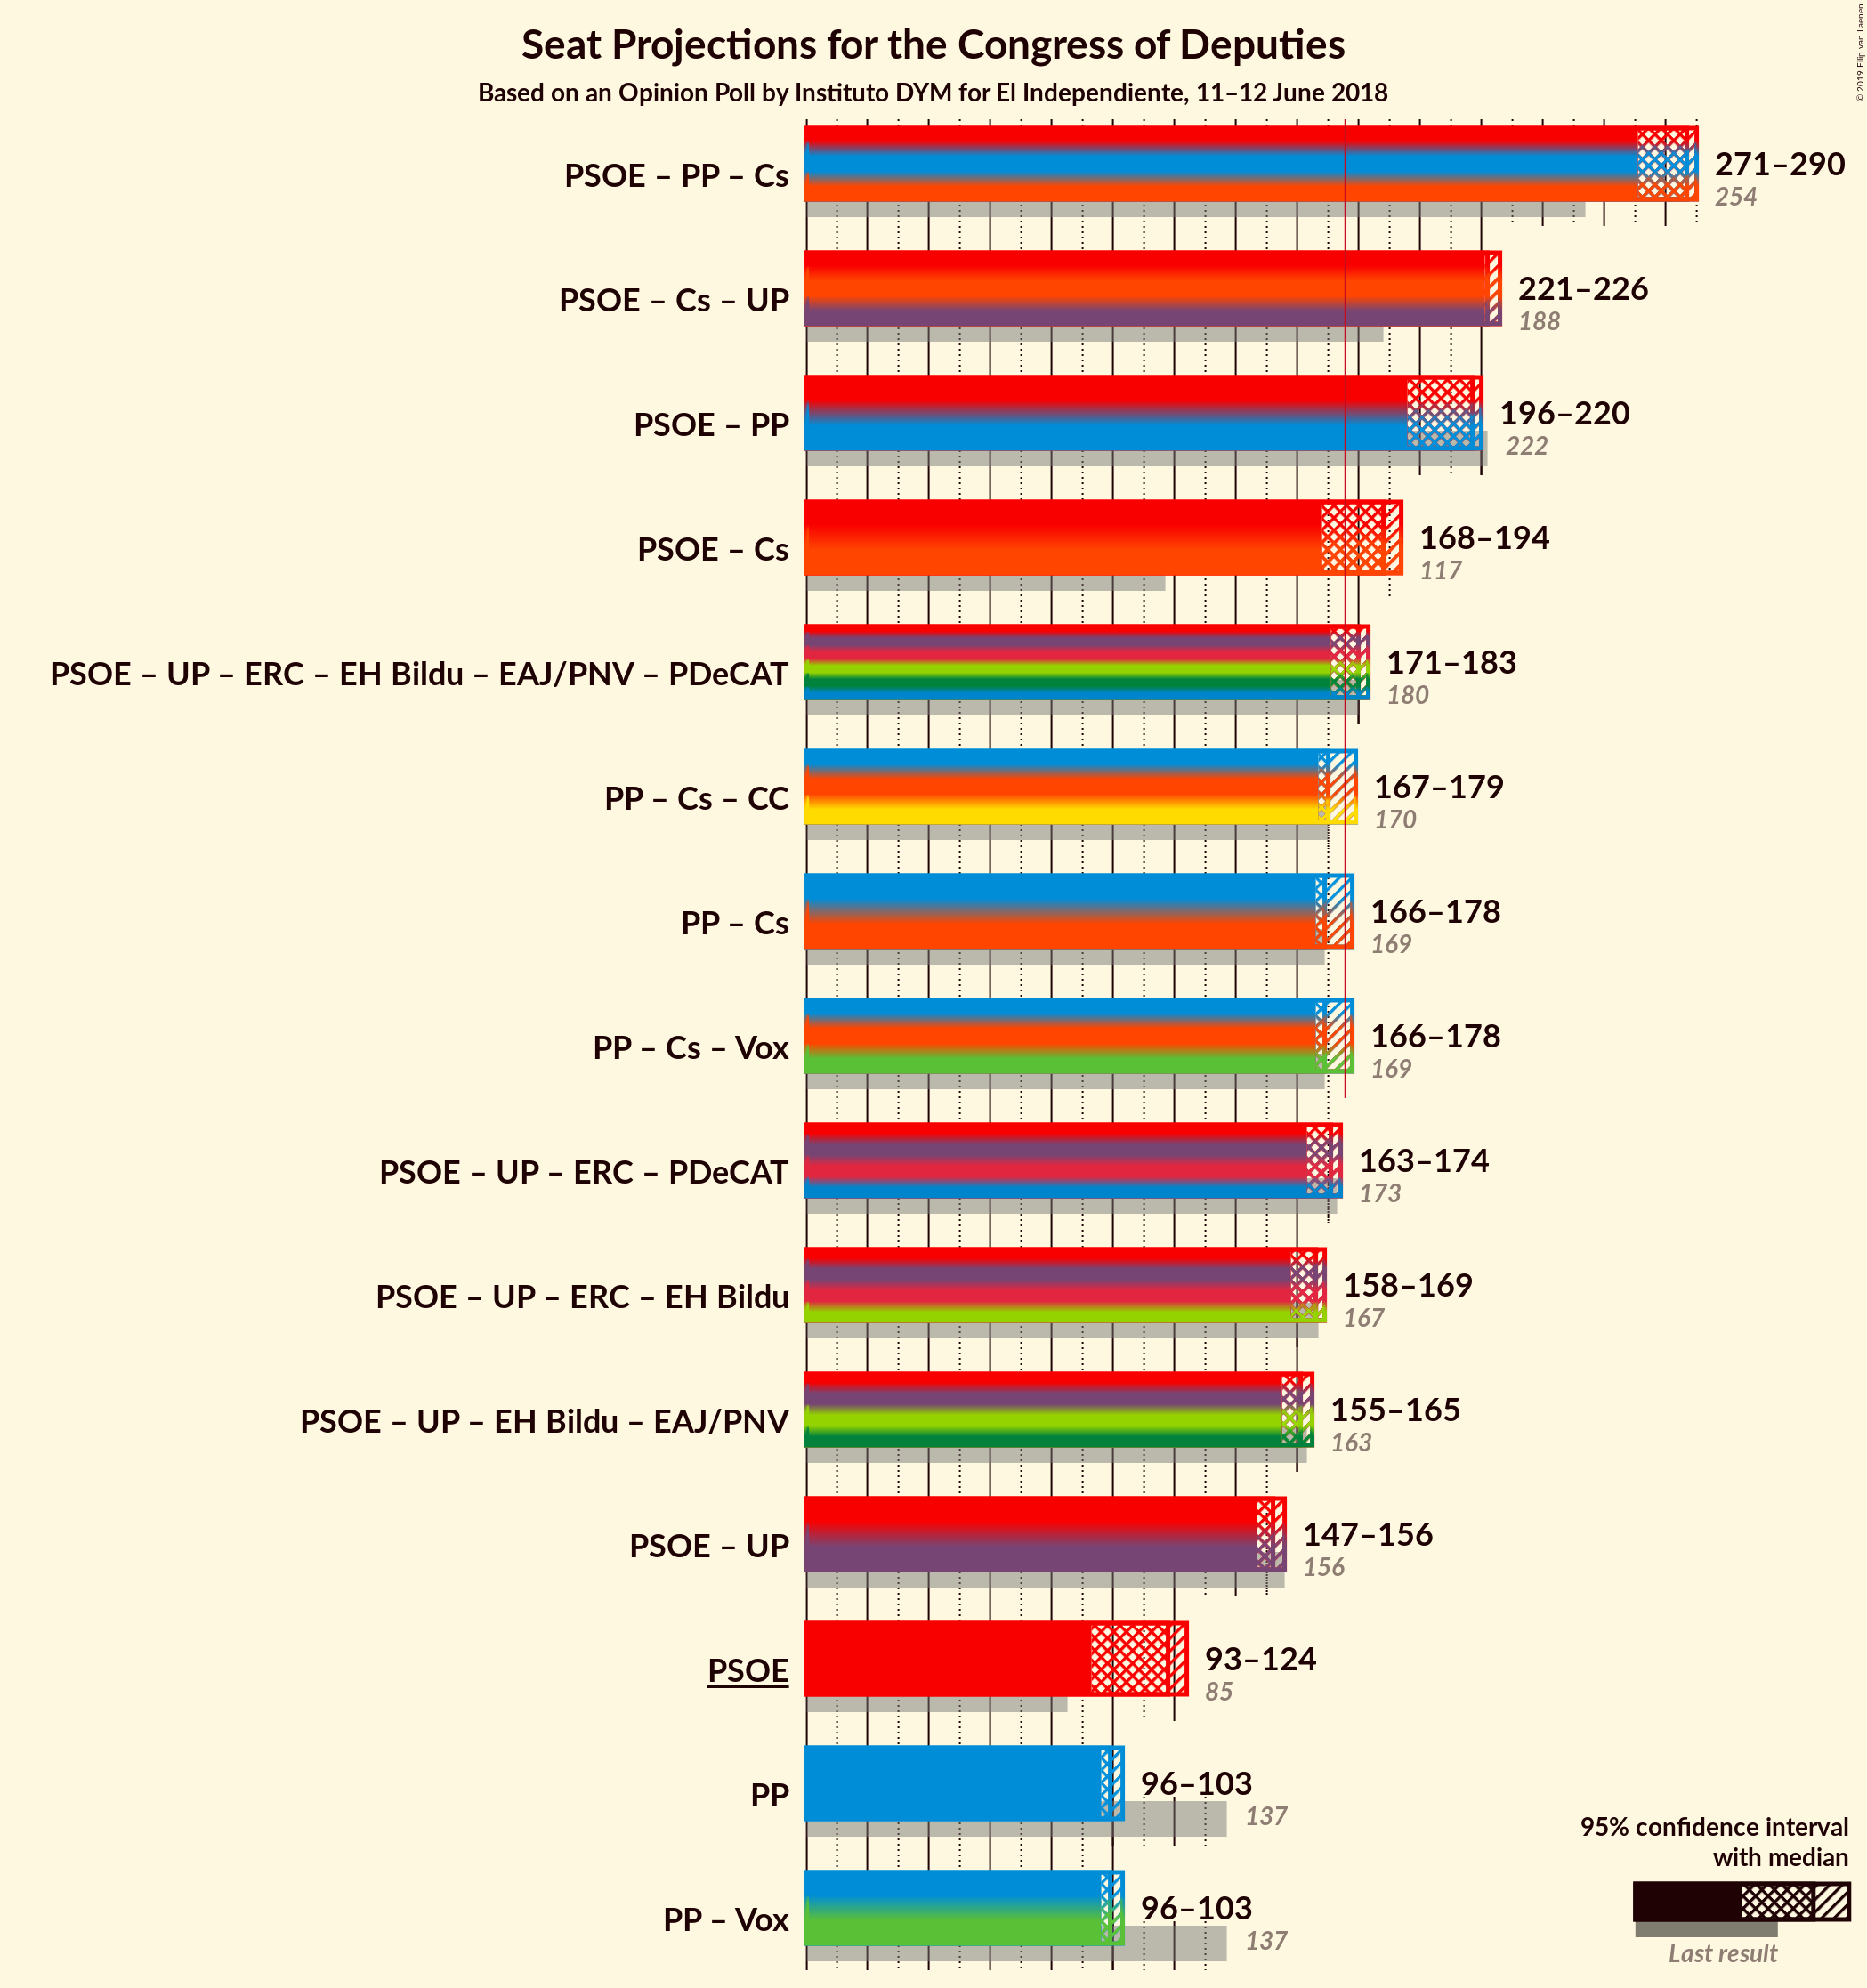 Seat Projections for the Congress of Deputies
Based on an Opinion Poll by Instituto DYM for El Independiente, 11–12 June 2018
© 2019 Filip van Laenen
PSOE – PP – Cs
271–290
254
PSOE – Cs – UP
221–226
188
PSOE – PP
196–220
222
PSOE – Cs
168–194
117
PSOE – UP – ERC – EH Bildu – EAJ/PNV – PDeCAT
171–183
180
PP – Cs – CC
167–179
170
PP – Cs
166–178
169
PP – Cs – Vox
166–178
169
PSOE – UP – ERC – PDeCAT
163–174
173
PSOE – UP – ERC – EH Bildu
158–169
167
PSOE – UP – EH Bildu – EAJ/PNV
155–165
163
PSOE – UP
147–156
156
PSOE
93–124
85
PP
96–103
137
PP – Vox
96–103
137
95% confidence interval
with median
Last result